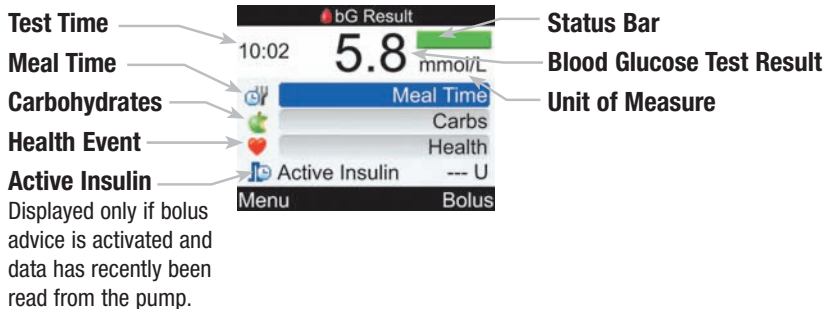 Test Time
Meal Time
Carbohydrates
Health Event
Active Insulin
Displayed only if bolus
advice is activated and
data has recently been
read from the pump.
bG Result
10:02
5.8
mmol/L
Meal Time
Carbs
Health
Active Insulin --- U
Menu Bolus
Status Bar
Blood Glucose Test Result
Unit of Measure